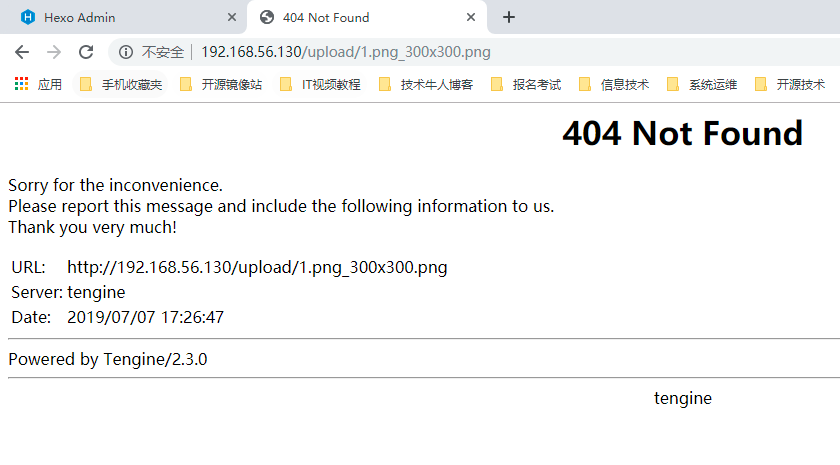 Hexo Admin
404 Not Found
不安全 192.168.56.130/upload/1.png_300x300.png
应用 手机收藏夹 开源镜像站 IT视频教程 技术牛人博客 报名考试 信息技术 系统运维 开源技术
404 Not Found
Sorry for the inconvenience.
Please report this message and include the following information to us.
Thank you very much!
URL: http://192.168.56.130/upload/1.png_300x300.png
Server: tengine
Date: 2019/07/07 17:26:47
Powered by Tengine/2.3.0
tengine